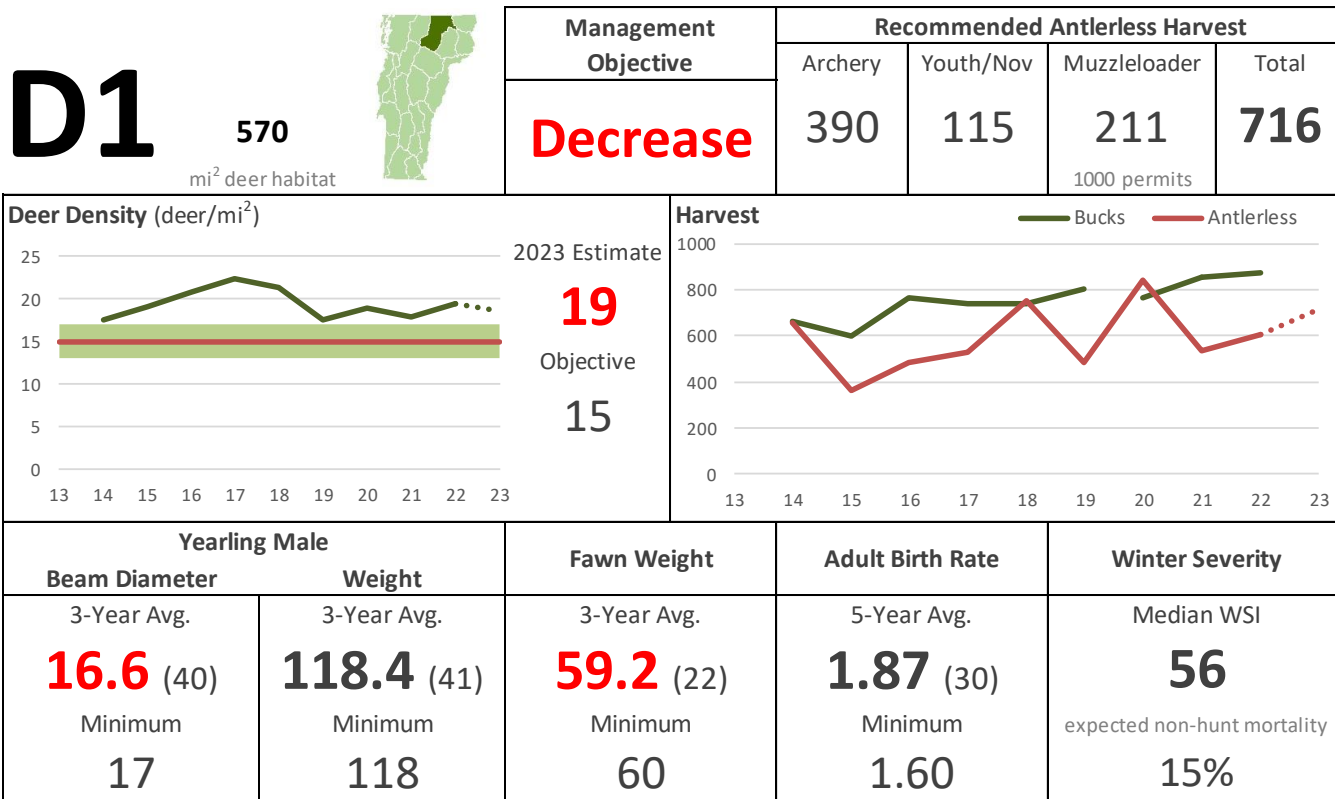 D1
570
mi² deer habitat
Management
Objective
Decrease
Recommended Antlerless Harvest
Archery Youth/Nov Muzzleloader Total
390 115 211 716
1000 permits
Deer Density (deer/mi²)
25
20
15
10
5
0
13 14 15 16 17 18 19 20 21 22 23
2023 Estimate
19
Objective
15
Harvest
Bucks Antlerless
1000
800
600
400
200
0
13 14 15 16 17 18 19 20 21 22 23
Yearling Male
Beam Diameter Weight
Fawn Weight
Adult Birth Rate
Winter Severity
3-Year Avg. 3-Year Avg. 3-Year Avg. 5-Year Avg. Median WSI
16.6 (40) 118.4 (41) 59.2 (22) 1.87 (30) 56
Minimum Minimum Minimum Minimum expected non-hunt mortality
17 118 60 1.60 15%